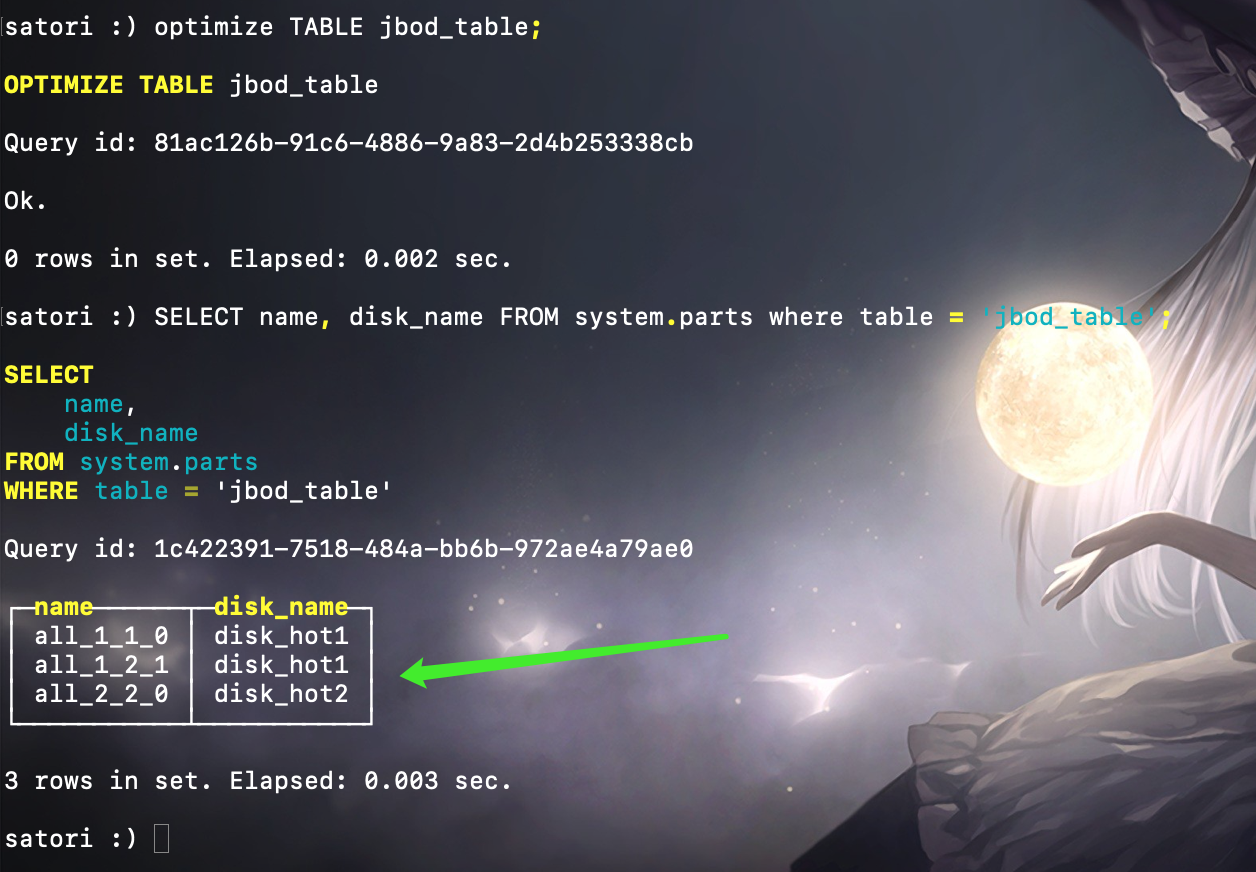 satori :) optimize TABLE jbod_table;
OPTIMIZE TABLE jbod_table
Query id: 81ac126b-91c6-4886-9a83-2d4b253338cb
Ok.
0 rows in set. Elapsed: 0.002 sec.
satori :) SELECT name, disk_name FROM system.parts where table = 'jbod_table';
SELECT
    name,
    disk_name
FROM system.parts
WHERE table = 'jbod_table'
Query id: 1c422391-7518-484a-bb6b-972ae4a79ae0
┌─name──────┬─disk_name─┐
│ all_1_1_0 │ disk_hot1 │
│ all_1_2_1 │ disk_hot1 │
│ all_2_2_0 │ disk_hot2 │
└───────────┴───────────┘
3 rows in set. Elapsed: 0.003 sec.
satori :)